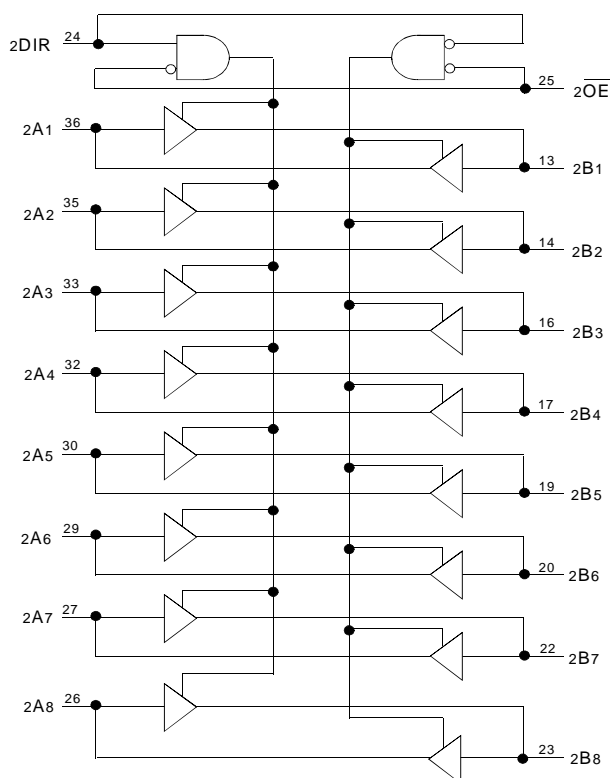 2DIR 24
25 2O̅E̅
2A1 36
13 2B1
2A2 35
14 2B2
2A3 33
16 2B3
2A4 32
17 2B4
2A5 30
19 2B5
2A6 29
20 2B6
2A7 27
22 2B7
2A8 26
23 2B8